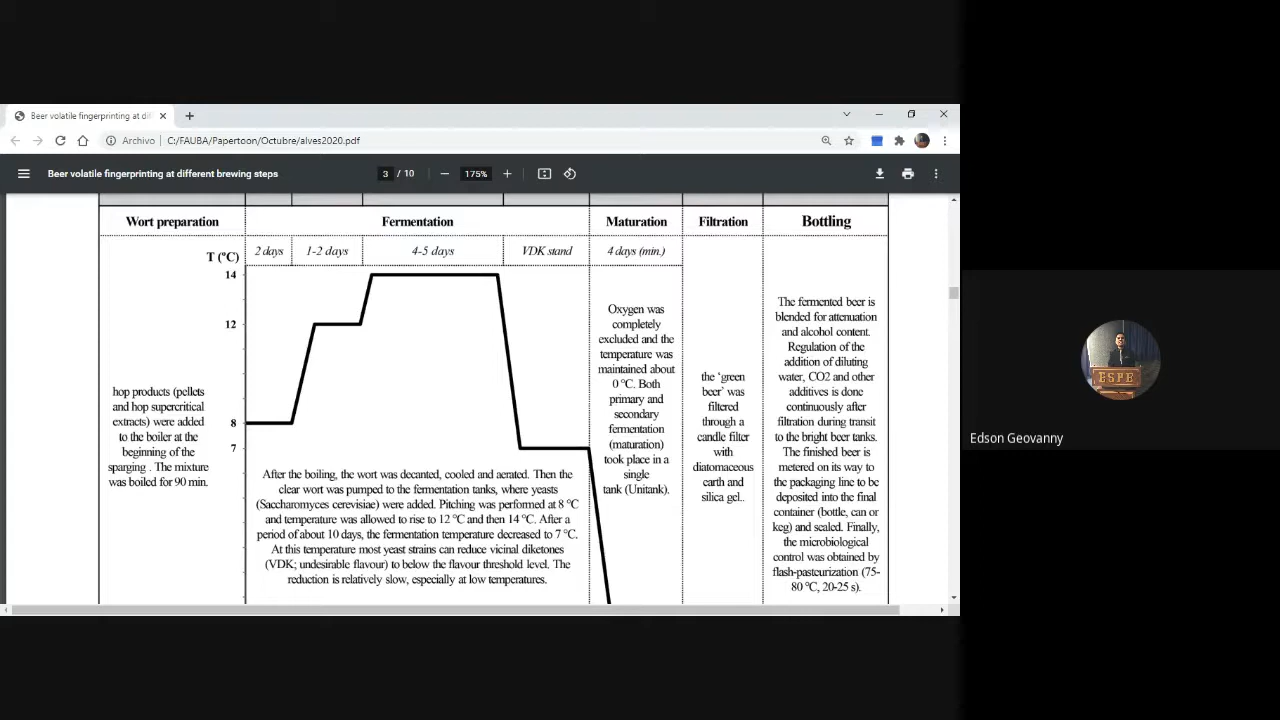 Beer volatile fingerprinting at dif
Archivo
C:/FAUBA/Papertoon/Octubre/alves2020.pdf
Beer volatile fingerprinting at different brewing steps
3 / 10
175%
Wort preparation
Fermentation
Maturation
Filtration
Bottling
T (ºC)
2 days
1-2 days
4-5 days
VDK stand
4 days (min.)
14
12
8
7
hop products (pellets
and hop supercritical
extracts) were added
to the boiler at the
beginning of the
sparging . The mixture
was boiled for 90 min.
After the boiling, the wort was decanted, cooled and aerated. Then the
clear wort was pumped to the fermentation tanks, where yeasts
(Saccharomyces cerevisiae) were added. Pitching was performed at 8 °C
and temperature was allowed to rise to 12 °C and then 14 °C. After a
period of about 10 days, the fermentation temperature decreased to 7 °C.
At this temperature most yeast strains can reduce vicinal diketones
(VDK; undesirable flavour) to below the flavour threshold level. The
reduction is relatively slow, especially at low temperatures.
Oxygen was
completely
excluded and the
temperature was
maintained about
0 °C. Both
primary and
secondary
fermentation
(maturation)
took place in a
single
tank (Unitank).
the ‘green
beer’ was
filtered
through a
candle filter
with
diatomaceous
earth and
silica gel..
The fermented beer is
blended for attenuation
and alcohol content.
Regulation of the
addition of diluting
water, CO2 and other
additives is done
continuously after
filtration during transit
to the bright beer tanks.
The finished beer is
metered on its way to
the packaging line to be
deposited into the final
container (bottle, can or
keg) and sealed. Finally,
the microbiological
control was obtained by
flash-pasteurization (75-
80 °C, 20-25 s).
ESPE
Edson Geovanny